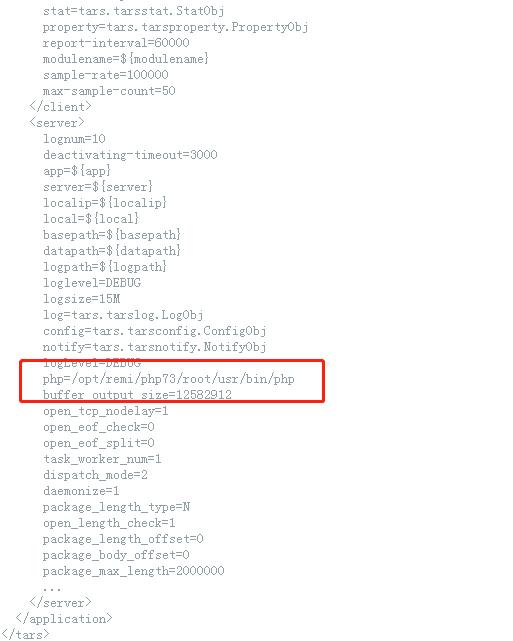 stat=tars.tarsstat.StatObj
property=tars.tarsproperty.PropertyObj
report-interval=60000
modulename=${modulename}
sample-rate=100000
max-sample-count=50
</client>
<server>
lognum=10
deactivating-timeout=3000
app=${app}
server=${server}
localip=${localip}
local=${local}
basepath=${basepath}
datapath=${datapath}
logpath=${logpath}
loglevel=DEBUG
logsize=15M
log=tars.tarslog.LogObj
config=tars.tarsconfig.ConfigObj
notify=tars.tarsnotify.NotifyObj
logLevel=DEBUG
php=/opt/remi/php73/root/usr/bin/php
buffer_output_size=12582912
open_tcp_nodelay=1
open_eof_check=0
open_eof_split=0
task_worker_num=1
dispatch_mode=2
daemonize=1
package_length_type=N
open_length_check=1
package_length_offset=0
package_body_offset=0
package_max_length=2000000
...
</server>
</application>
</tars>